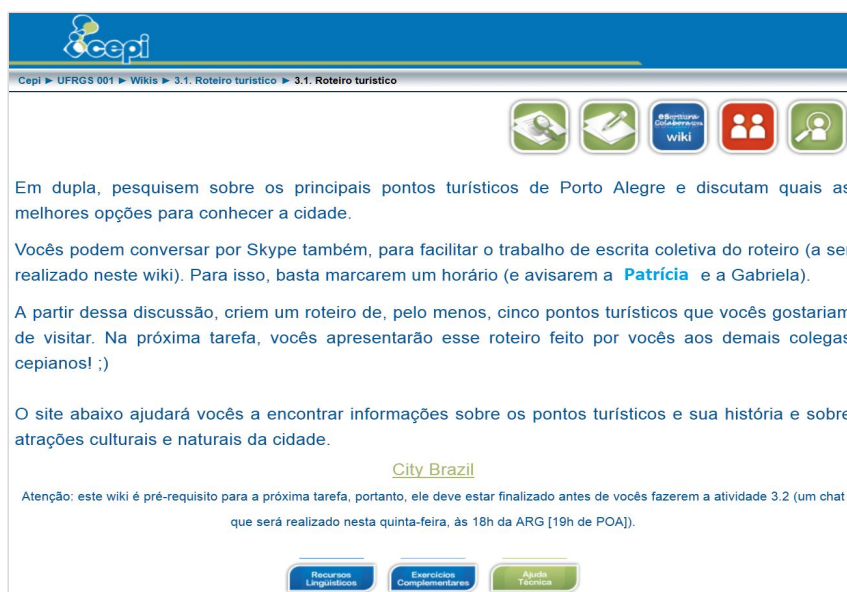 cepi
Cepi ► UFRGS 001 ► Wikis ► 3.1. Roteiro turístico ► 3.1. Roteiro turístico
escritura
Colaborativa
wiki
Em dupla, pesquisem sobre os principais pontos turísticos de Porto Alegre e discutam quais as
melhores opções para conhecer a cidade.
Vocês podem conversar por Skype também, para facilitar o trabalho de escrita coletiva do roteiro (a ser
realizado neste wiki). Para isso, basta marcarem um horário (e avisarem a Patrícia e a Gabriela).
A partir dessa discussão, criem um roteiro de, pelo menos, cinco pontos turísticos que vocês gostariam
de visitar. Na próxima tarefa, vocês apresentarão esse roteiro feito por vocês aos demais colegas
cepianos! ;)
O site abaixo ajudará vocês a encontrar informações sobre os pontos turísticos e sua história e sobre
atrações culturais e naturais da cidade.
City Brazil
Atenção: este wiki é pré-requisito para a próxima tarefa, portanto, ele deve estar finalizado antes de vocês fazerem a atividade 3.2 (um chat
que será realizado nesta quinta-feira, às 18h da ARG [19h de POA]).
Recursos
Lingüísticos
Exercícios
Complementares
Ajuda
Técnica